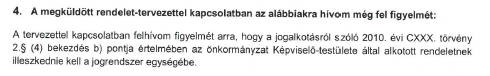 4. A megküldött rendelet-tervezettel kapcsolatban az alábbiakra hívom még fel figyelmét:
A tervezettel kapcsolatban felhívom figyelmét arra, hogy a jogalkotásról szóló 2010. évi CXXX. törvény
2.§ (4) bekezdés b) pontja értelmében az önkormányzat Képviselő-testülete által alkotott rendeletnek
illeszkednie kell a jogrendszer egységébe.